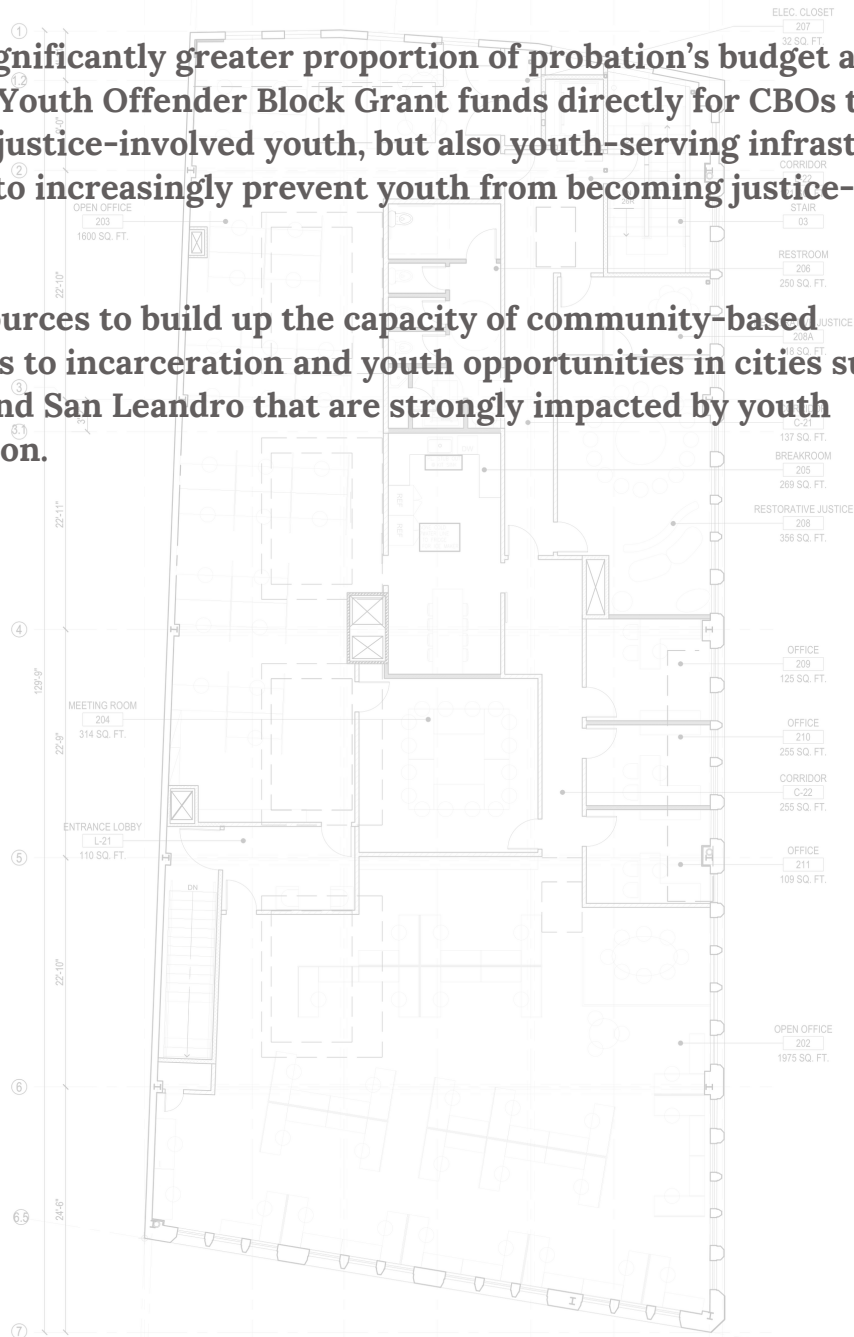 ELEC. CLOSET
207
32 SQ. FT.
gnificantly greater proportion of probation’s budget a
Youth Offender Block Grant funds directly for CBOs t
justice-involved youth, but also youth-serving infrast
to increasingly prevent youth from becoming justice-
CORRIDOR
OPEN OFFICE
203
1600 SQ. FT.
STAIR
03
RESTROOM
206
250 SQ. FT.
ources to build up the capacity of community-based
JUSTICE
208A
s to incarceration and youth opportunities in cities su
nd San Leandro that are strongly impacted by youth
on.
C-21
137 SQ. FT.
BREAKROOM
205
269 SQ. FT.
RESTORATIVE JUSTICE
208
356 SQ. FT.
OFFICE
209
125 SQ. FT.
MEETING ROOM
204
314 SQ. FT.
OFFICE
210
255 SQ. FT.
CORRIDOR
C-22
255 SQ. FT.
ENTRANCE LOBBY
L-21
110 SQ. FT.
OFFICE
211
109 SQ. FT.
DN
OPEN OFFICE
202
1975 SQ. FT.
1
1.2
2
3
3.1
4
5
6
6.5
7
22'-10"
22'-11"
129'-9"
22'-9"
22'-10"
24'-6"